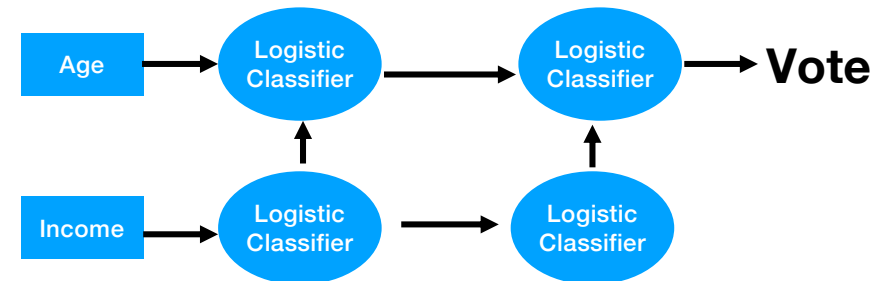 Age
Logistic
Classifier
Logistic
Classifier
Vote
Income
Logistic
Classifier
Logistic
Classifier